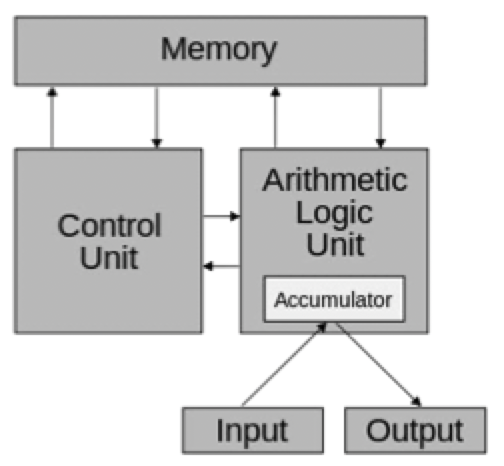 Memory
Control
Unit
Arithmetic
Logic
Unit
Accumulator
Input
Output